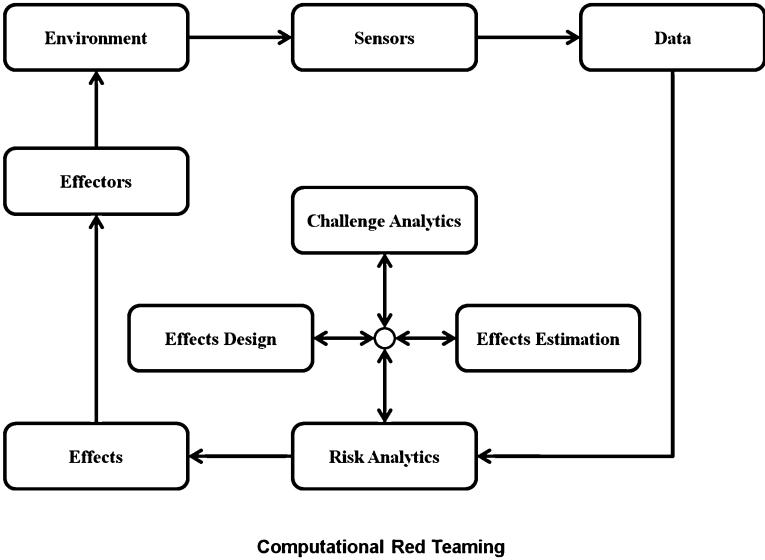 Environment
Sensors
Data
Effectors
Challenge Analytics
Effects Design
Effects Estimation
Effects
Risk Analytics
Computational Red Teaming